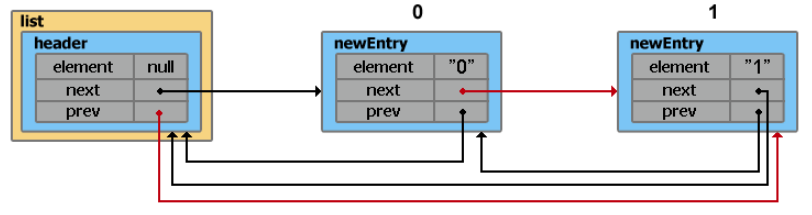 0 1
list
header newEntry newEntry
element null element ”0” element ”1”
next next next
prev prev prev